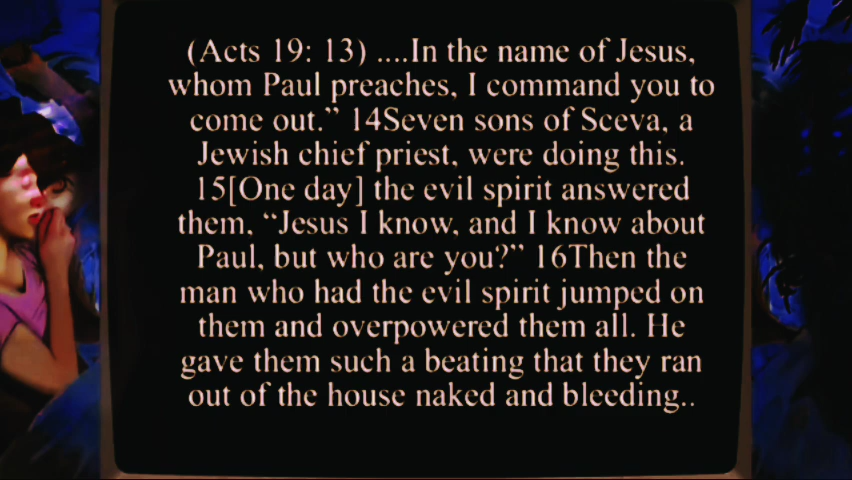 (Acts 19: 13) ....In the name of Jesus,
whom Paul preaches, I command you to
come out.” 14Seven sons of Sceva, a
Jewish chief priest, were doing this.
15[One day] the evil spirit answered
them, “Jesus I know, and I know about
Paul, but who are you?” 16Then the
man who had the evil spirit jumped on
them and overpowered them all. He
gave them such a beating that they ran
out of the house naked and bleeding..